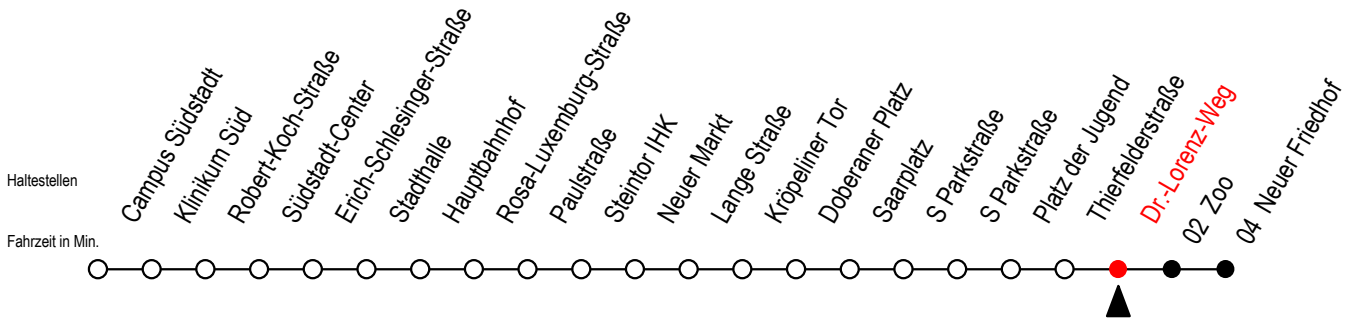 Haltestellen
Fahrzeit in Min.
Campus Südstadt
Klinikum Süd
Robert-Koch-Straße
Südstadt-Center
Erich-Schlesinger-Straße
Stadthalle
Hauptbahnhof
Rosa-Luxemburg-Straße
Paulstraße
Steintor IHK
Neuer Markt
Lange Straße
Kröpeliner Tor
Doberaner Platz
Saarplatz
S Parkstraße
S Parkstraße
Platz der Jugend
Thierfelderstraße
Dr.-Lorenz-Weg
02 Zoo
04 Neuer Friedhof